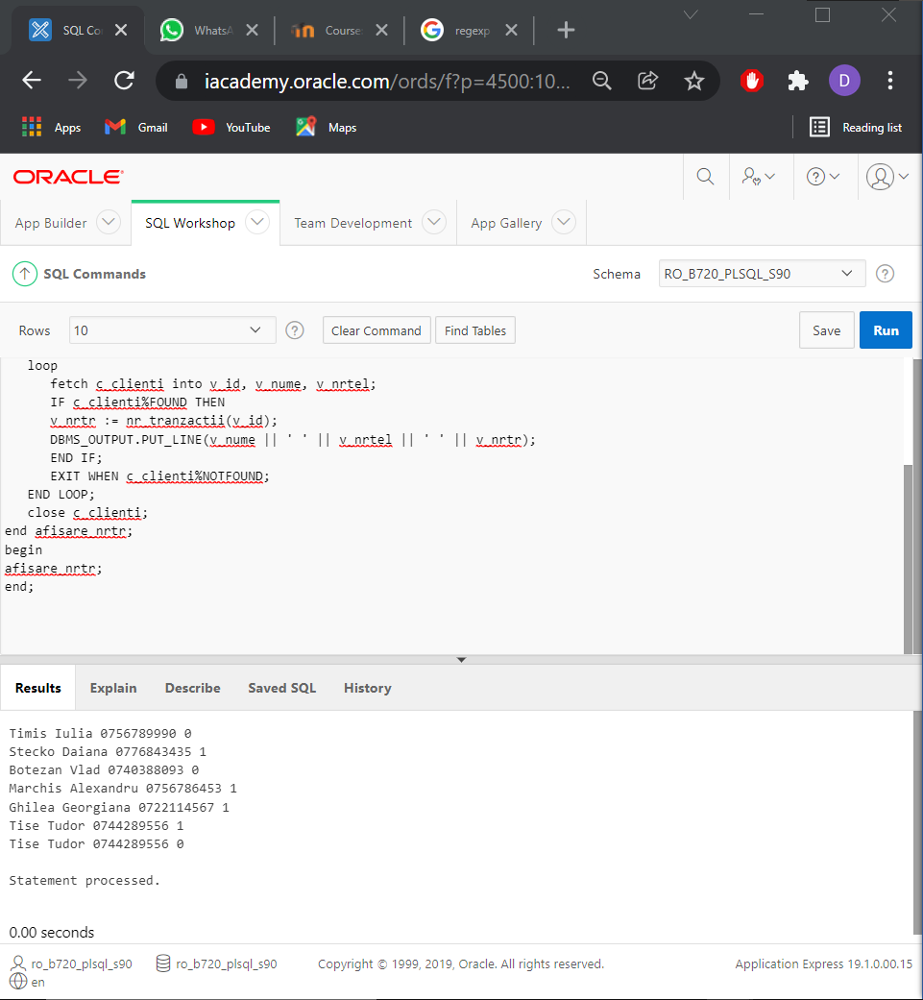 SQL Co
WhatsA
Course
regexp
iacademy.oracle.com/ords/f?p=4500:10...
D
Apps
Gmail
YouTube
Maps
Reading list
ORACLE
App Builder
SQL Workshop
Team Development
App Gallery
SQL Commands
Schema
RO_B720_PLSQL_S90
Rows
10
Clear Command
Find Tables
Save
Run
loop
fetch c_clienti into v_id, v_nume, v_nrtel;
IF c_clienti%FOUND THEN
v_nrtr := nr_tranzactii(v_id);
DBMS_OUTPUT.PUT_LINE(v_nume || ' ' || v_nrtel || ' ' || v_nrtr);
END IF;
EXIT WHEN c_clienti%NOTFOUND;
END LOOP;
close c_clienti;
end afisare_nrtr;
begin
afisare_nrtr;
end;
Results
Explain
Describe
Saved SQL
History
Timis Iulia 0756789990 0
Stecko Daiana 0776843435 1
Botezan Vlad 0740388093 0
Marchis Alexandru 0756786453 1
Ghilea Georgiana 0722114567 1
Tise Tudor 0744289556 1
Tise Tudor 0744289556 0
Statement processed.
0.00 seconds
ro_b720_plsql_s90
ro_b720_plsql_s90
Copyright © 1999, 2019, Oracle. All rights reserved.
Application Express 19.1.0.00.15
en